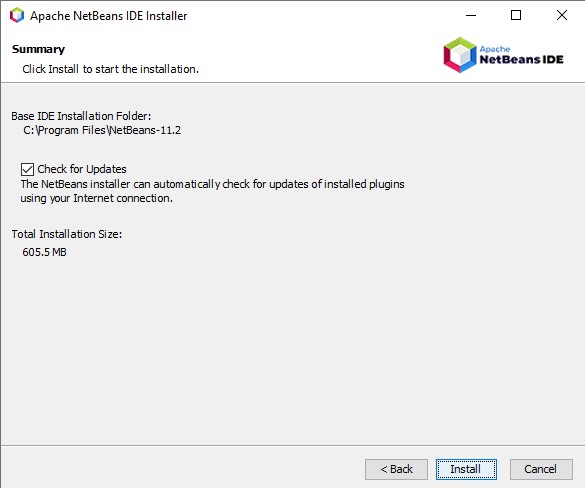 Apache NetBeans IDE Installer
Summary
Click Install to start the installation.
Apache
NetBeans IDE
Base IDE Installation Folder:
C:\Program Files\NetBeans-11.2
Check for Updates
The NetBeans installer can automatically check for updates of installed plugins
using your Internet connection.
Total Installation Size:
605.5 MB
< Back
Install
Cancel